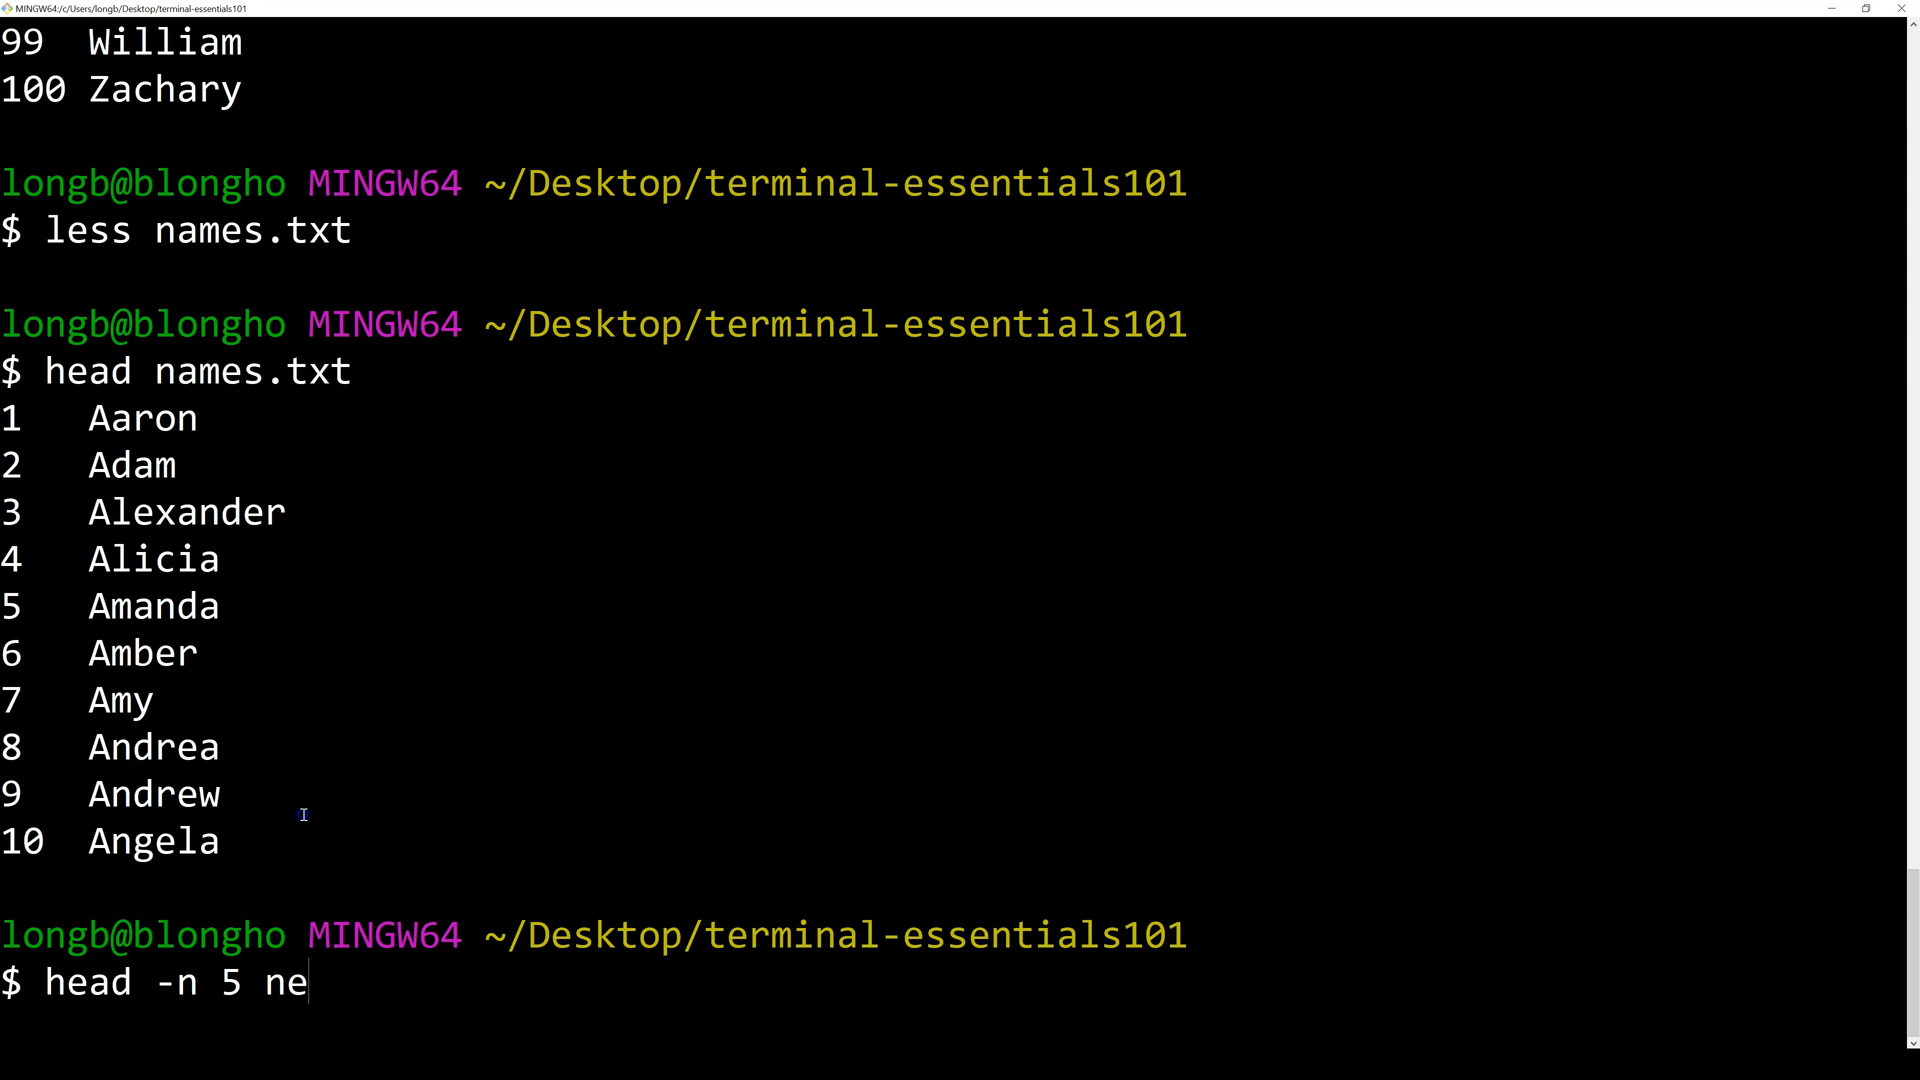 MINGW64:/c/Users/longb/Desktop/terminal-essentials101
99 William
100 Zachary
longb@blongho MINGW64 ~/Desktop/terminal-essentials101
$ less names.txt
longb@blongho MINGW64 ~/Desktop/terminal-essentials101
$ head names.txt
1 Aaron
2 Adam
3 Alexander
4 Alicia
5 Amanda
6 Amber
7 Amy
8 Andrea
9 Andrew
10 Angela
longb@blongho MINGW64 ~/Desktop/terminal-essentials101
$ head -n 5 ne